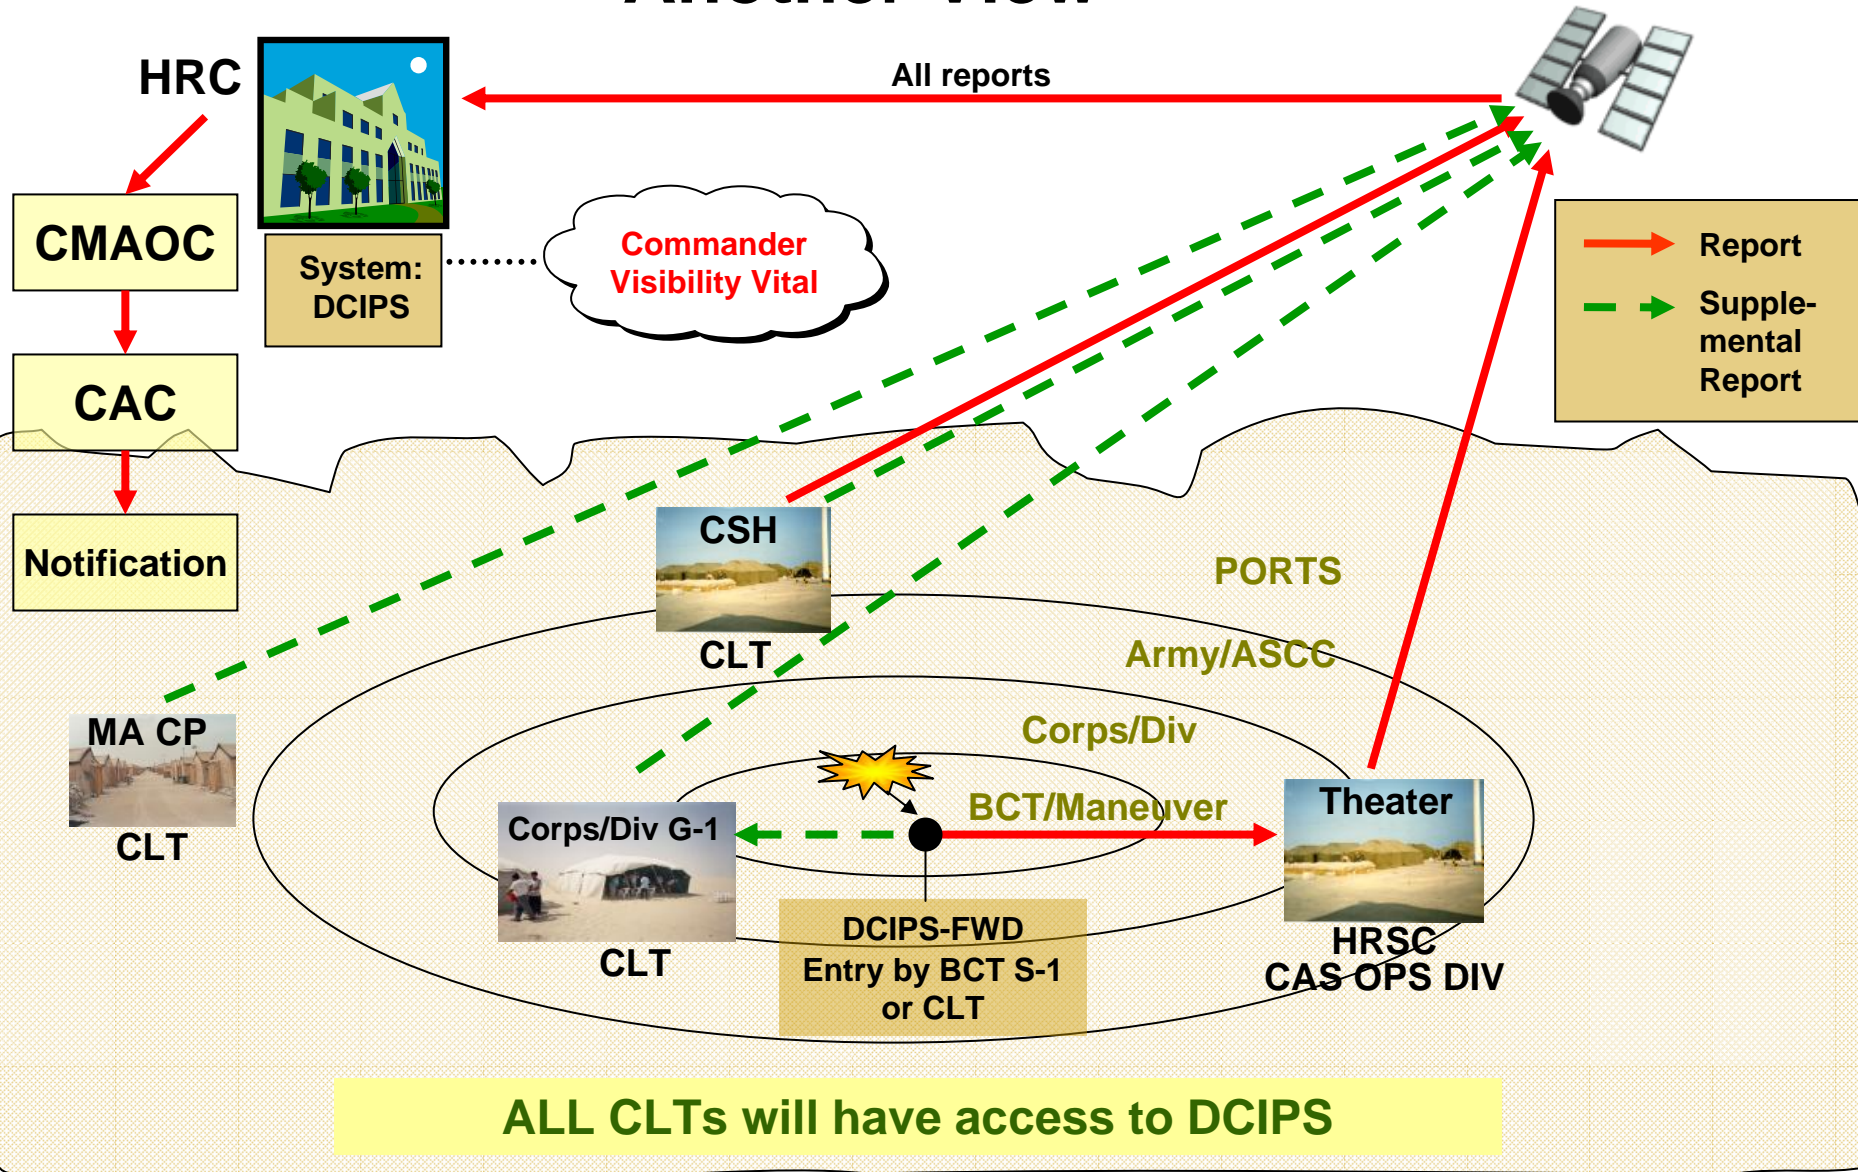 HRC
All reports
CMAOC
System:
DCIPS
Commander
Visibility Vital
Report
Supple-
mental
Report
CAC
Notification
CSH
CLT
PORTS
Army/ASCC
Corps/Div
BCT/Maneuver
MA CP
CLT
Corps/Div G-1
CLT
Theater
HRSC
CAS OPS DIV
DCIPS-FWD
Entry by BCT S-1
or CLT
ALL CLTs will have access to DCIPS